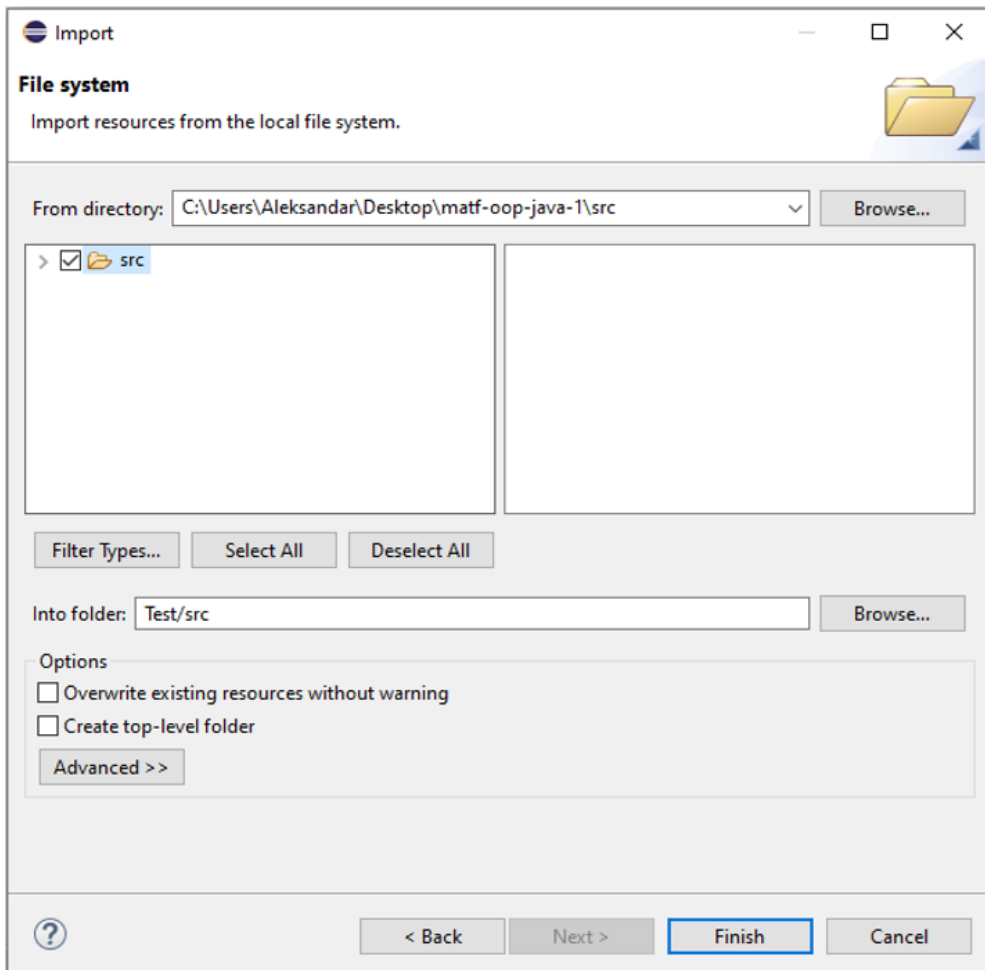 Import
File system
Import resources from the local file system.
From directory: C:\Users\Aleksandar\Desktop\matf-oop-java-1\src Browse...
src
Filter Types... Select All Deselect All
Into folder: Test/src Browse...
Options
Overwrite existing resources without warning
Create top-level folder
Advanced >>
? < Back Next > Finish Cancel